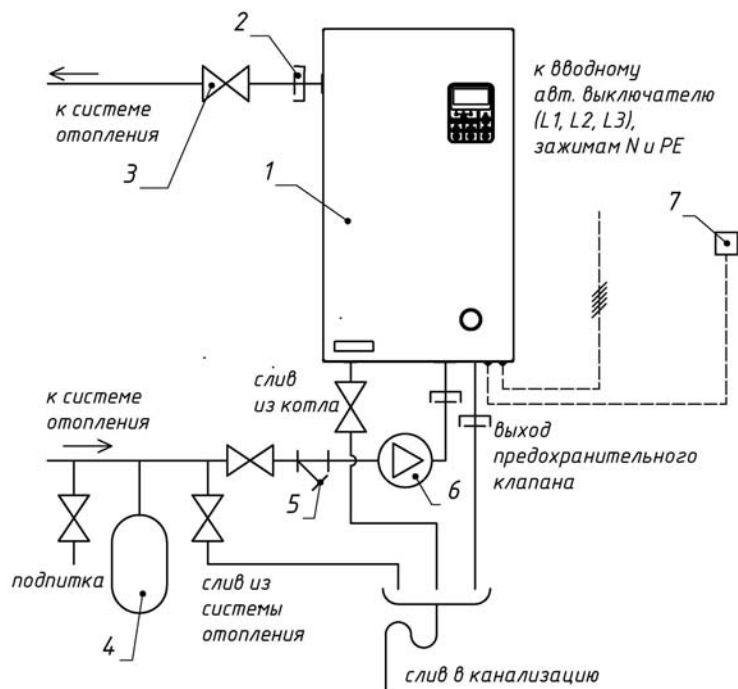 2
к системе
отопления
3
1
к вводному
авт. выключателю
(L1, L2, L3),
зажимам N и PE
7
слив
из котла
к системе
отопления
выход
предохранительного
клапана
5
6
подпитка
4
слив из
системы
отопления
слив в канализацию